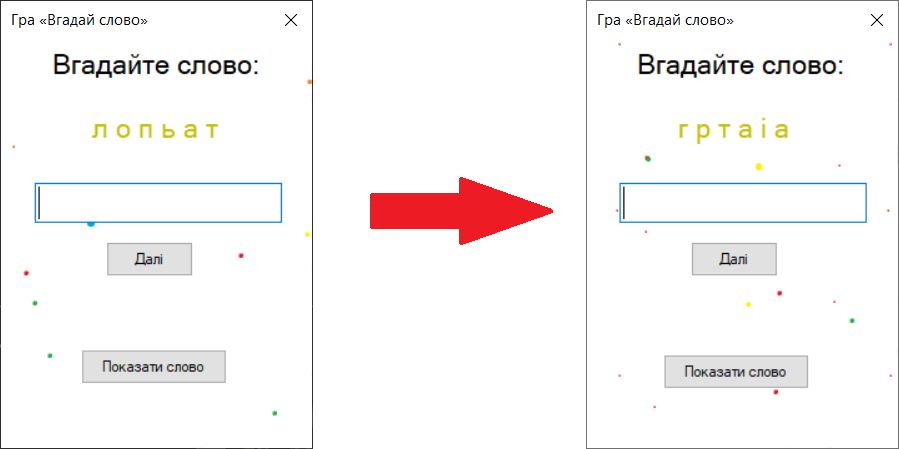 Гра «Вгадай слово»
Вгадайте слово:
л о п ь а т
Далі
Показати слово
Гра «Вгадай слово»
Вгадайте слово:
г р т а і а
Далі
Показати слово